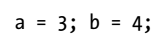 a = 3; b = 4;